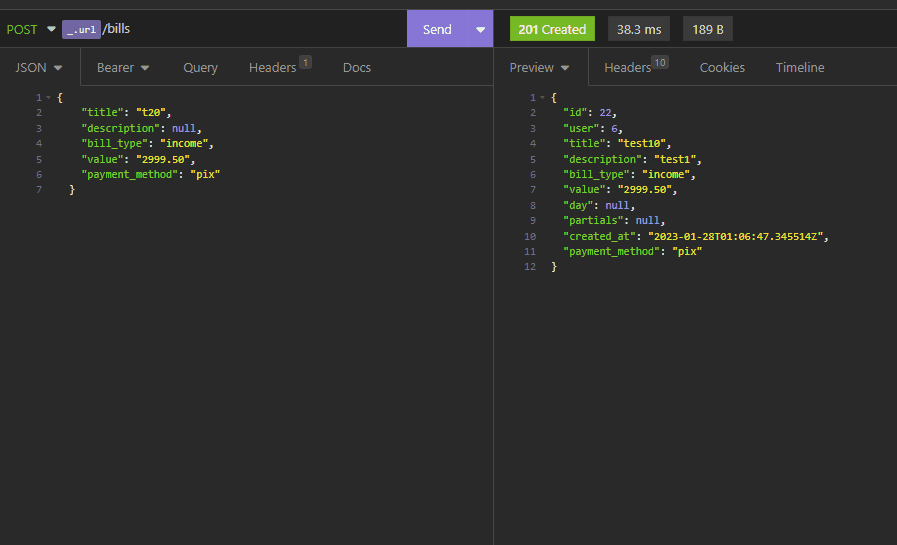 POST _.url /bills Send 201 Created 38.3 ms 189 B
JSON Bearer Query Headers 1 Docs
1 {
2 "title": "t20",
3 "description": null,
4 "bill_type": "income",
5 "value": "2999.50",
6 "payment_method": "pix"
7 }
Preview Headers 10 Cookies Timeline
1 {
2 "id": 22,
3 "user": 6,
4 "title": "test10",
5 "description": "test1",
6 "bill_type": "income",
7 "value": "2999.50",
8 "day": null,
9 "partials": null,
10 "created_at": "2023-01-28T01:06:47.345514Z",
11 "payment_method": "pix"
12 }